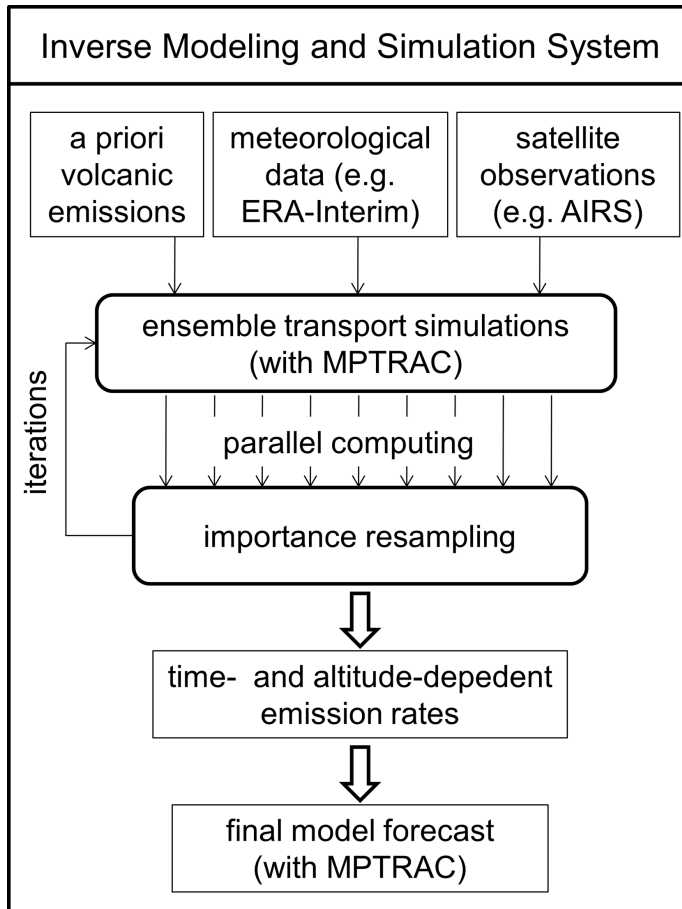 Inverse Modeling and Simulation System
a priori
volcanic
emissions
meteorological
data (e.g.
ERA-Interim)
satellite
observations
(e.g. AIRS)
ensemble transport simulations
(with MPTRAC)
iterations
parallel computing
importance resampling
time- and altitude-depedent
emission rates
final model forecast
(with MPTRAC)